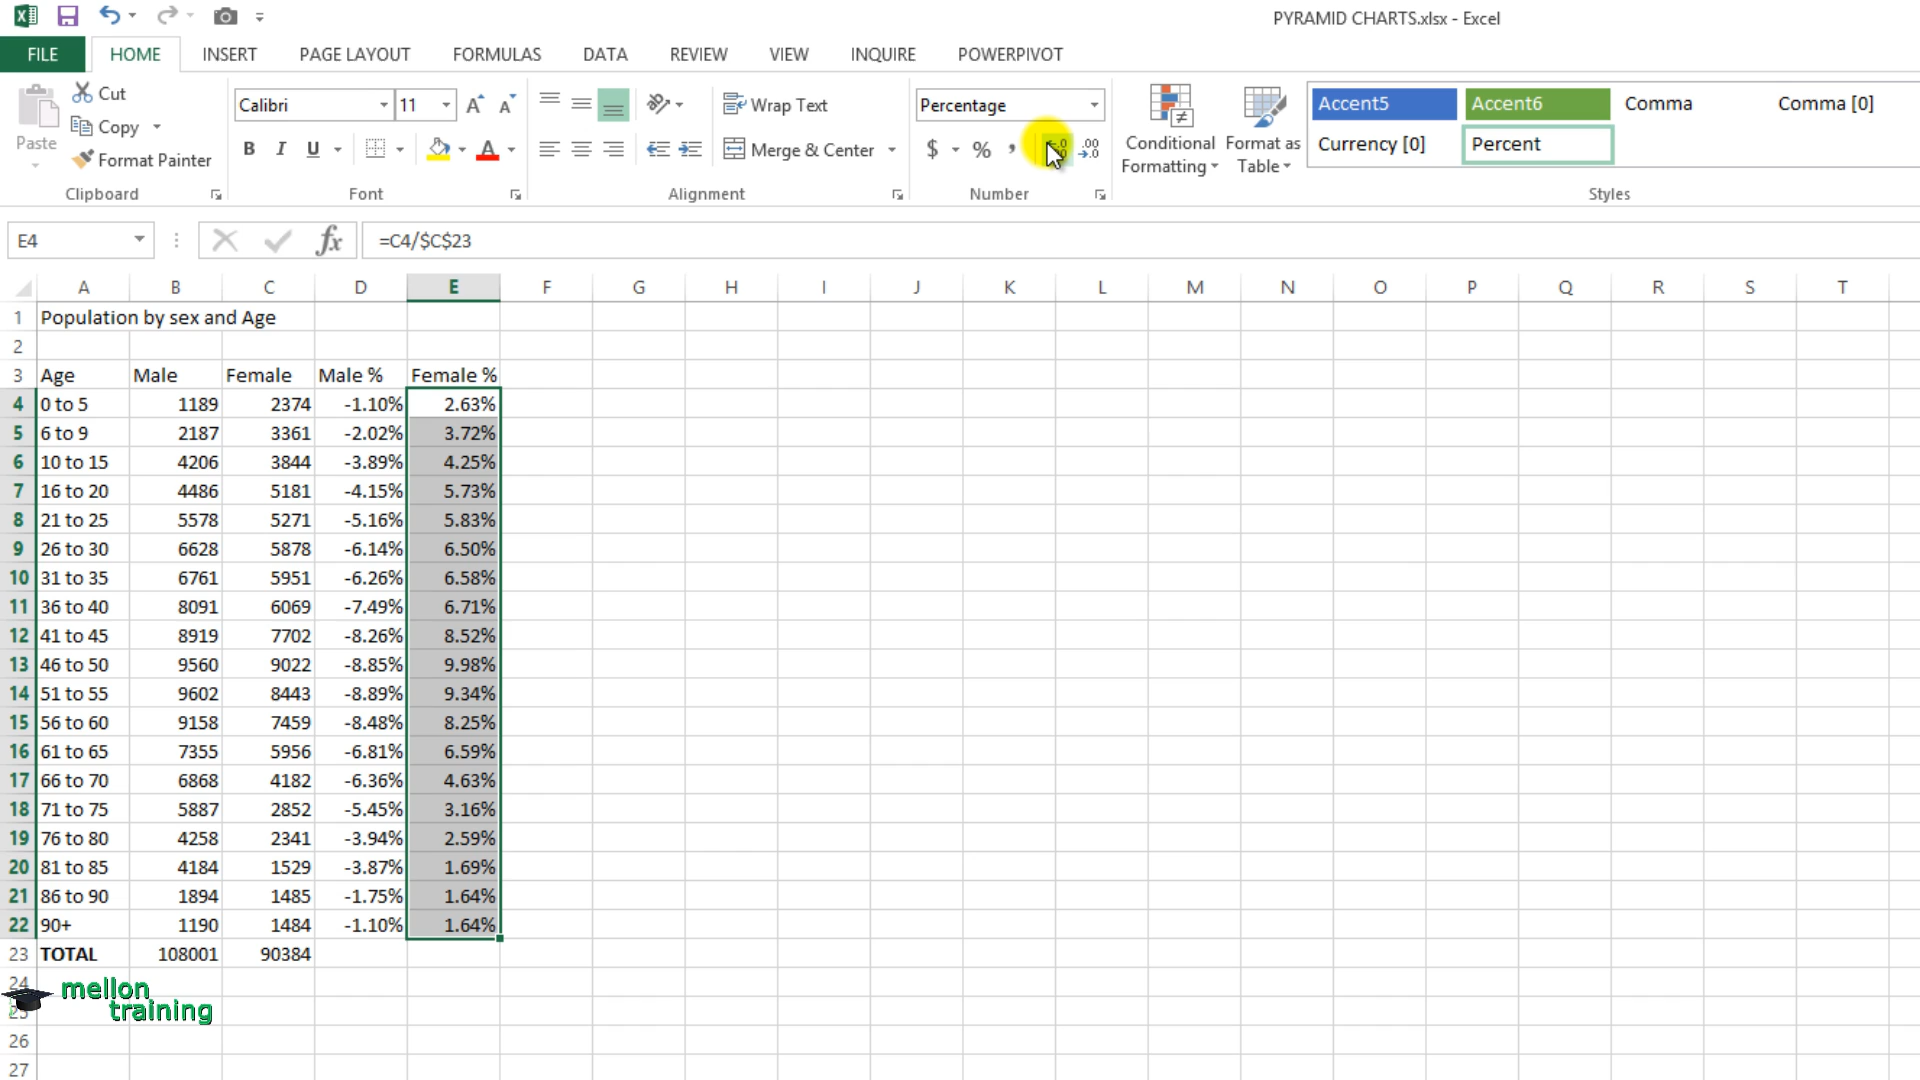 PYRAMID CHARTS.xlsx - Excel
FILE HOME INSERT PAGE LAYOUT FORMULAS DATA REVIEW VIEW INQUIRE POWERPIVOT
Paste
Cut
Copy
Format Painter
Clipboard
Calibri 11
B I U A
Font
Wrap Text
Merge & Center
Alignment
Percentage
$ % ,
Number
Conditional Formatting
Format as Table
Accent5 Accent6 Comma Comma [0]
Currency [0] Percent
Styles
E4 fx =C4/$C$23
A B C D E F G H I J K L M N O P Q R S T
1 Population by sex and Age
2
3 Age Male Female Male % Female %
4 0 to 5 1189 2374 -1.10% 2.63%
5 6 to 9 2187 3361 -2.02% 3.72%
6 10 to 15 4206 3844 -3.89% 4.25%
7 16 to 20 4486 5181 -4.15% 5.73%
8 21 to 25 5578 5271 -5.16% 5.83%
9 26 to 30 6628 5878 -6.14% 6.50%
10 31 to 35 6761 5951 -6.26% 6.58%
11 36 to 40 8091 6069 -7.49% 6.71%
12 41 to 45 8919 7702 -8.26% 8.52%
13 46 to 50 9560 9022 -8.85% 9.98%
14 51 to 55 9602 8443 -8.89% 9.34%
15 56 to 60 9158 7459 -8.48% 8.25%
16 61 to 65 7355 5956 -6.81% 6.59%
17 66 to 70 6868 4182 -6.36% 4.63%
18 71 to 75 5887 2852 -5.45% 3.16%
19 76 to 80 4258 2341 -3.94% 2.59%
20 81 to 85 4184 1529 -3.87% 1.69%
21 86 to 90 1894 1485 -1.75% 1.64%
22 90+ 1190 1484 -1.10% 1.64%
23 TOTAL 108001 90384
24
mellon
training
26
27